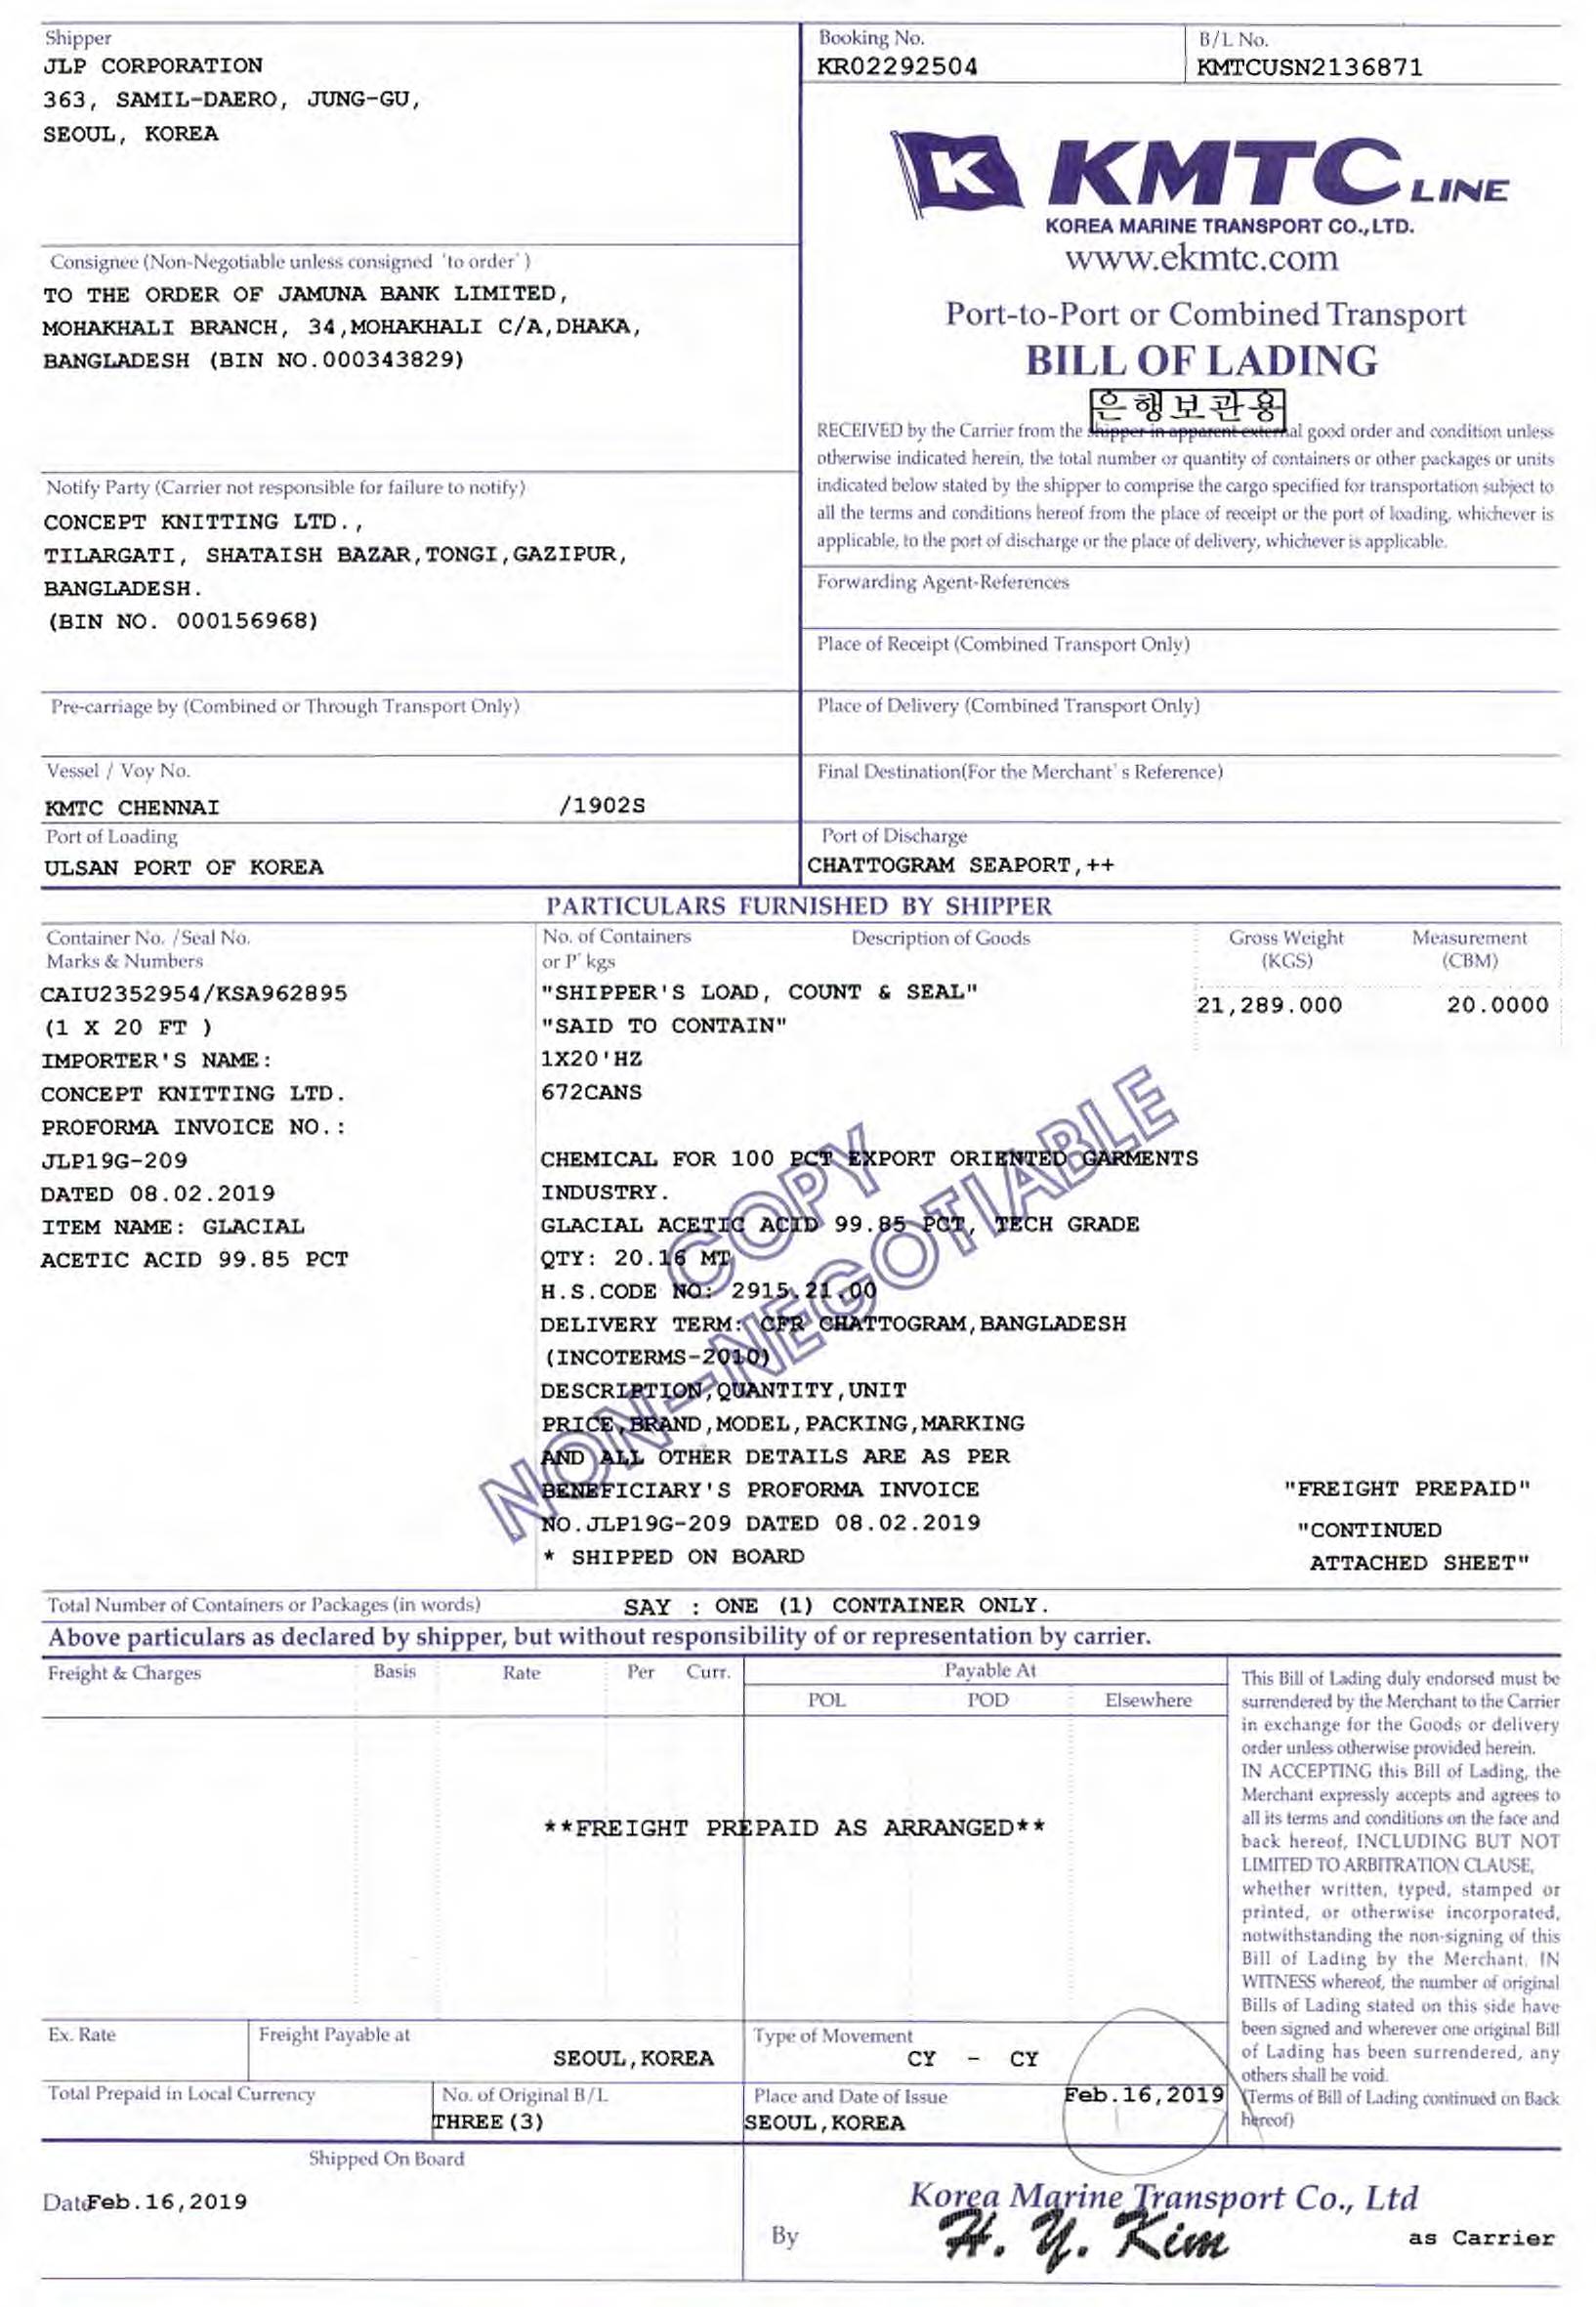 Shipper
JLP CORPORATION
363, SAMIL-DAERO, JUNG-GU,
SEOUL, KOREA
Booking No.
KR02292504
B/L No.
KMTCUSN2136871
K KMTC LINE
KOREA MARINE TRANSPORT CO.,LTD.
www.ekmtc.com
Port-to-Port or Combined Transport
BILL OF LADING
은행보관용
RECEIVED by the Carrier from the shipper in apparent external good order and condition unless
otherwise indicated herein, the total number or quantity of containers or other packages or units
indicated below stated by the shipper to comprise the cargo specified for transportation subject to
all the terms and conditions hereof from the place of receipt or the port of loading, whichever is
applicable, to the port of discharge or the place of delivery, whichever is applicable.
Consignee (Non-Negotiable unless consigned 'to order')
TO THE ORDER OF JAMUNA BANK LIMITED,
MOHAKHALI BRANCH, 34,MOHAKHALI C/A,DHAKA,
BANGLADESH (BIN NO.000343829)
Notify Party (Carrier not responsible for failure to notify)
CONCEPT KNITTING LTD.,
TILARGATI, SHATAISH BAZAR,TONGI,GAZIPUR,
BANGLADESH.
(BIN NO. 000156968)
Forwarding Agent-References
Place of Receipt (Combined Transport Only)
Pre-carriage by (Combined or Through Transport Only)
Place of Delivery (Combined Transport Only)
Vessel / Voy No.
KMTC CHENNAI /1902S
Final Destination(For the Merchant's Reference)
Port of Loading
ULSAN PORT OF KOREA
Port of Discharge
CHATTOGRAM SEAPORT,++
PARTICULARS FURNISHED BY SHIPPER
Container No. /Seal No.
Marks & Numbers
No. of Containers
or P'kgs
Description of Goods
Gross Weight
(KGS)
Measurement
(CBM)
CAIU2352954/KSA962895
(1 X 20 FT )
IMPORTER'S NAME:
CONCEPT KNITTING LTD.
PROFORMA INVOICE NO.:
JLP19G-209
DATED 08.02.2019
ITEM NAME: GLACIAL
ACETIC ACID 99.85 PCT
"SHIPPER'S LOAD, COUNT & SEAL"
"SAID TO CONTAIN"
1X20'HZ
672CANS
21,289.000
20.0000
CHEMICAL FOR 100 PCT EXPORT ORIENTED GARMENTS
INDUSTRY.
GLACIAL ACETIC ACID 99.85 PCT, TECH GRADE
QTY: 20.16 MT
H.S.CODE NO: 2915.21.00
DELIVERY TERM: CFR CHATTOGRAM,BANGLADESH
(INCOTERMS-2010)
DESCRIPTION,QUANTITY,UNIT
PRICE,BRAND,MODEL,PACKING,MARKING
AND ALL OTHER DETAILS ARE AS PER
BENEFICIARY'S PROFORMA INVOICE
NO.JLP19G-209 DATED 08.02.2019
* SHIPPED ON BOARD
COPY
NON-NEGOTIABLE
"FREIGHT PREPAID"
"CONTINUED
ATTACHED SHEET"
Total Number of Containers or Packages (in words)
SAY : ONE (1) CONTAINER ONLY.
Above particulars as declared by shipper, but without responsibility of or representation by carrier.
Freight & Charges
Basis
Rate
Per
Curr.
Payable At
POL
POD
Elsewhere
**FREIGHT PREPAID AS ARRANGED**
This Bill of Lading duly endorsed must be
surrendered by the Merchant to the Carrier
in exchange for the Goods or delivery
order unless otherwise provided herein.
IN ACCEPTING this Bill of Lading, the
Merchant expressly accepts and agrees to
all its terms and conditions on the face and
back hereof, INCLUDING BUT NOT
LIMITED TO ARBITRATION CLAUSE,
whether written, typed, stamped or
printed, or otherwise incorporated,
notwithstanding the non-signing of this
Bill of Lading by the Merchant. IN
WITNESS whereof, the number of original
Bills of Lading stated on this side have
been signed and wherever one original Bill
of Lading has been surrendered, any
others shall be void.
(Terms of Bill of Lading continued on Back
hereof)
Ex. Rate
Freight Payable at
SEOUL,KOREA
Type of Movement
CY - CY
Total Prepaid in Local Currency
No. of Original B/L
THREE(3)
Place and Date of Issue
SEOUL,KOREA
Feb.16,2019
Shipped On Board
Date Feb.16,2019
Korea Marine Transport Co., Ltd
By
H. Y. Kim
as Carrier